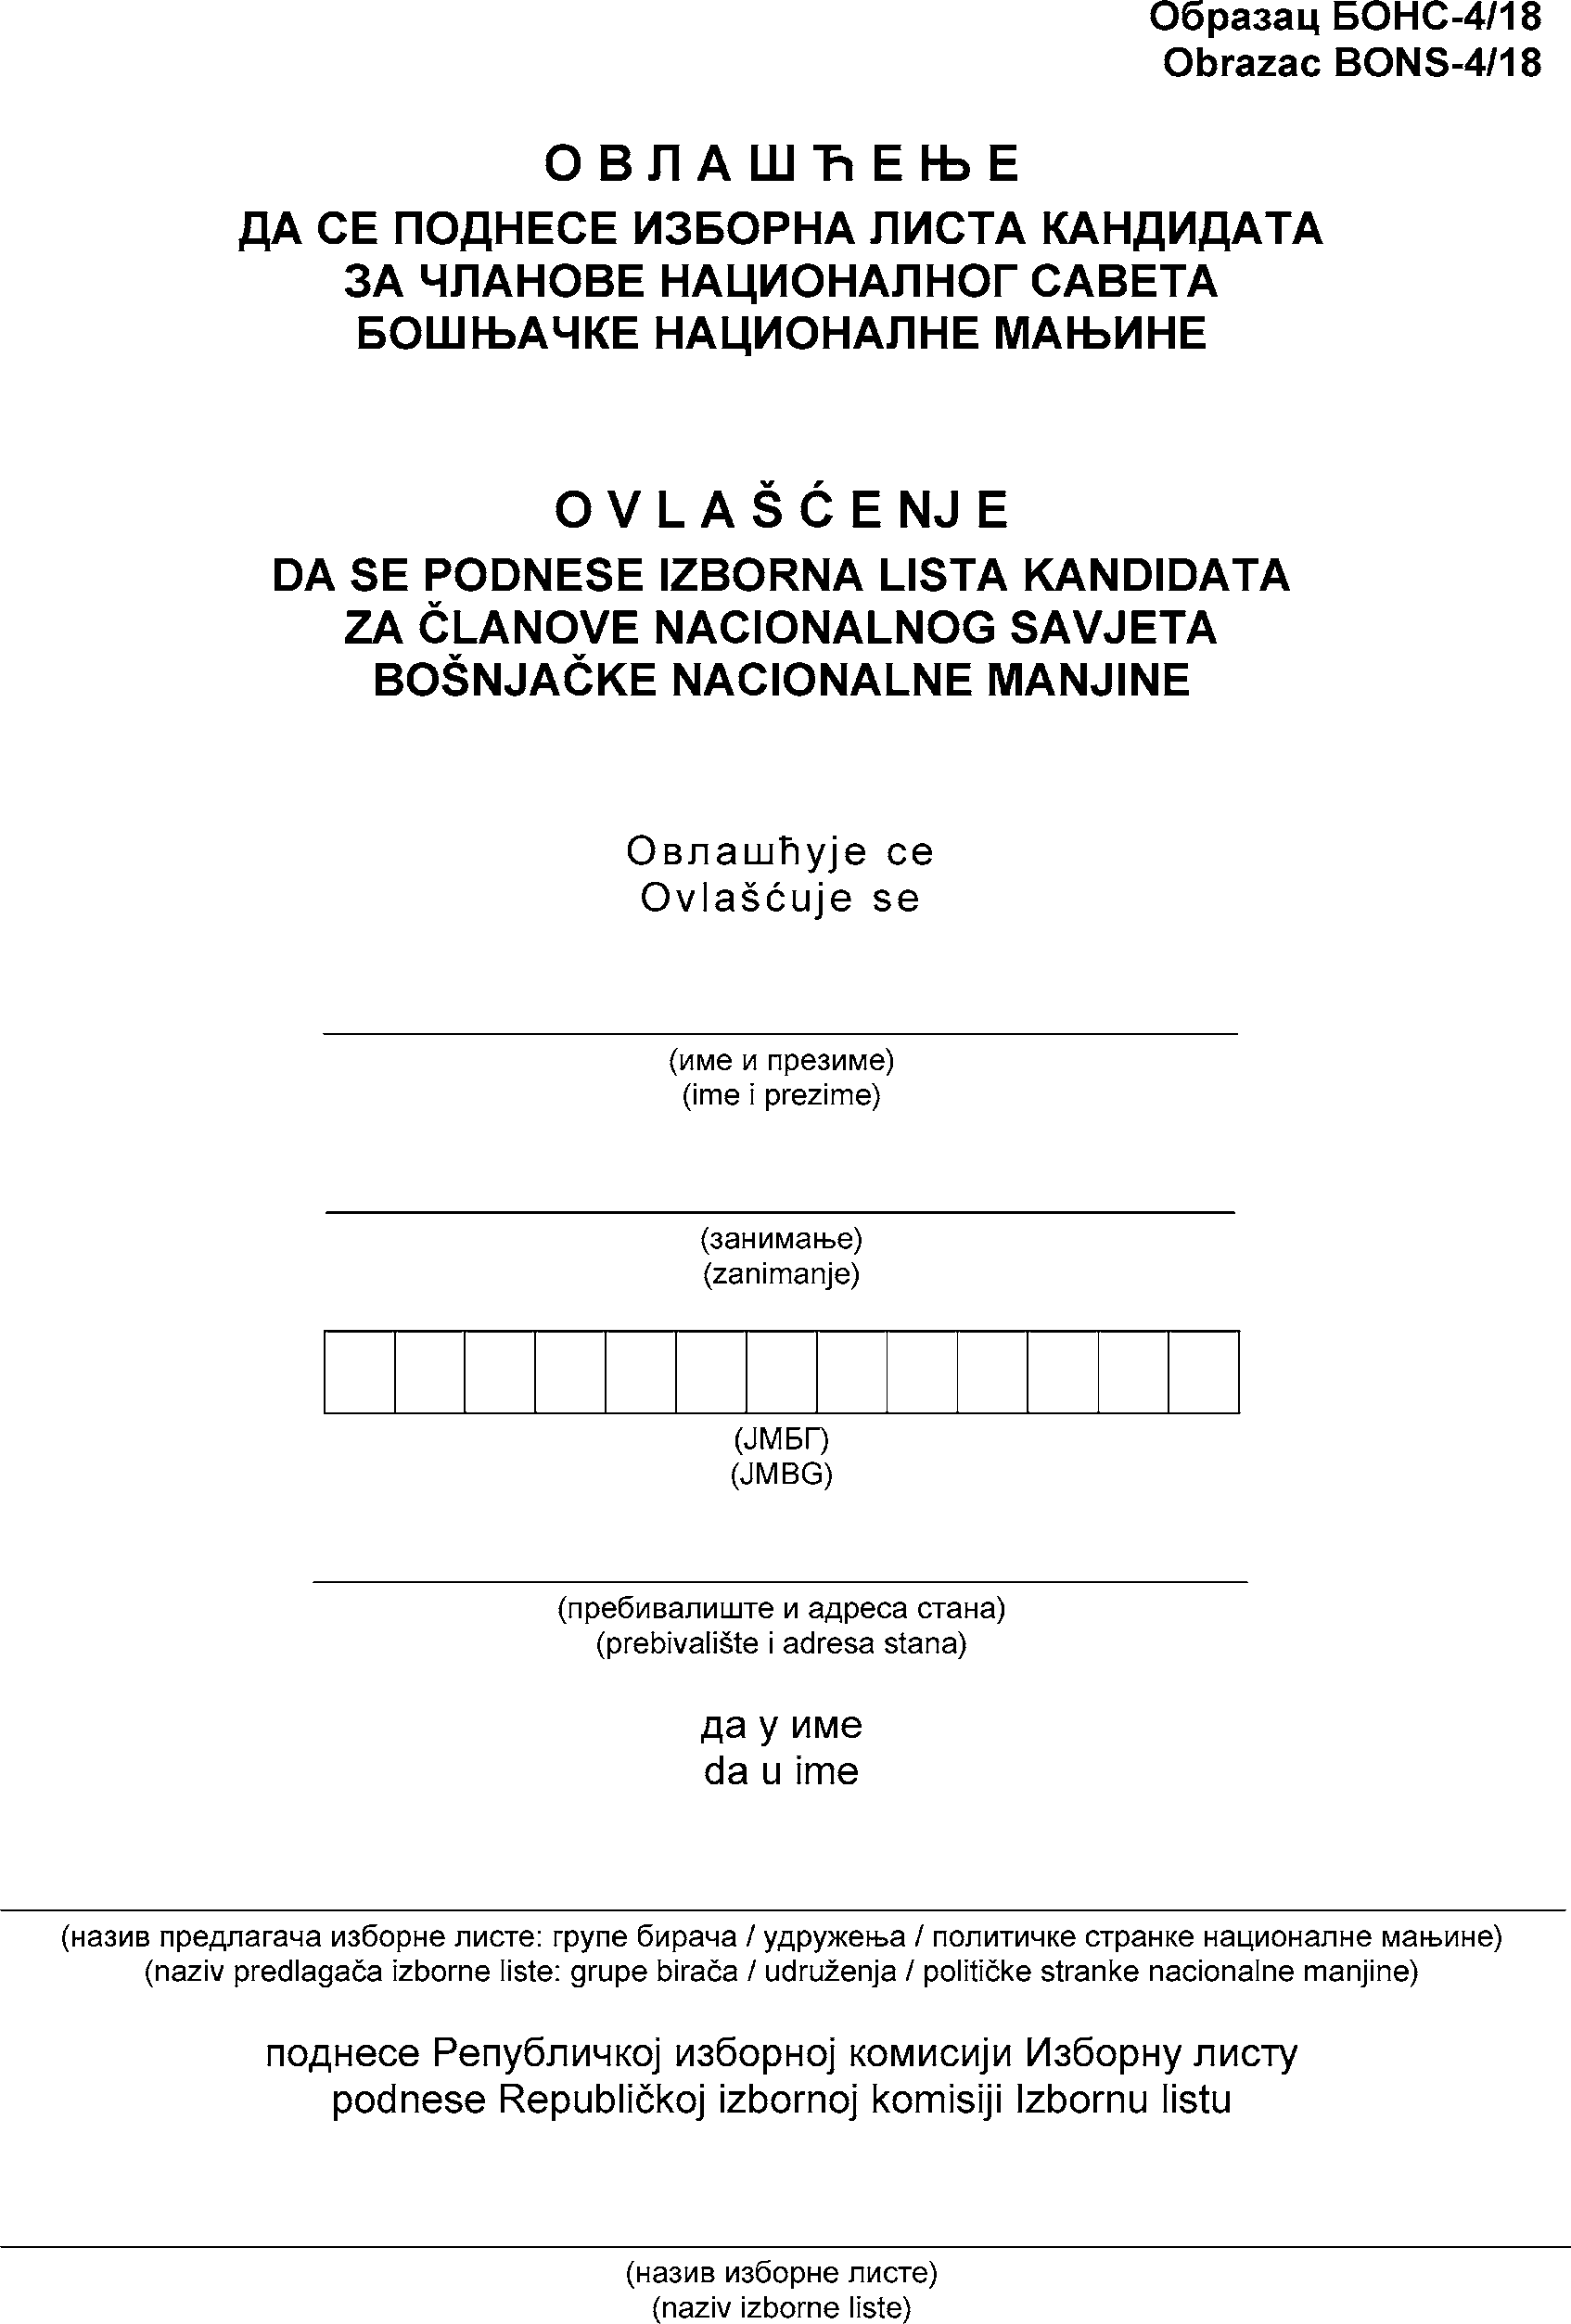 Образац БОНС-4/18
Obrazac BONS-4/18
О В Л А Ш Ћ Е Њ Е
ДА СЕ ПОДНЕСЕ ИЗБОРНА ЛИСТА КАНДИДАТА
ЗА ЧЛАНОВЕ НАЦИОНАЛНОГ САВЕТА
БОШЊАЧКЕ НАЦИОНАЛНЕ МАЊИНЕ
O V L A Š Ć E NJ E
DA SE PODNESE IZBORNA LISTA KANDIDATA
ZA ČLANOVE NACIONALNOG SAVJETA
BOŠNJAČKE NACIONALNE MANJINE
Овлашћује се
Ovlašćuje se
(име и презиме)
(ime i prezime)
(занимање)
(zanimanje)
(ЈМБГ)
(JMBG)
(пребивалиште и адреса стана)
(prebivalište i adresa stana)
да у име
da u ime
(назив предлагача изборне листе: групе бирача / удружења / политичке странке националне мањине)
(naziv predlagača izborne liste: grupe birača / udruženja / političke stranke nacionalne manjine)
поднесе Републичкој изборној комисији Изборну листу
podnese Republičkoj izbornoj komisiji Izbornu listu
(назив изборне листе)
(naziv izborne liste)